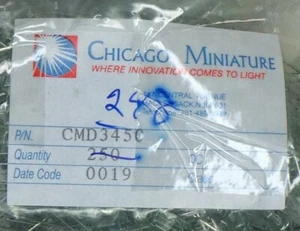 CHICAGO MINIATURE
WHERE INNOVATION COMES TO LIGHT
248
P/N. CMD345C
Quantity 250
Date Code 0019